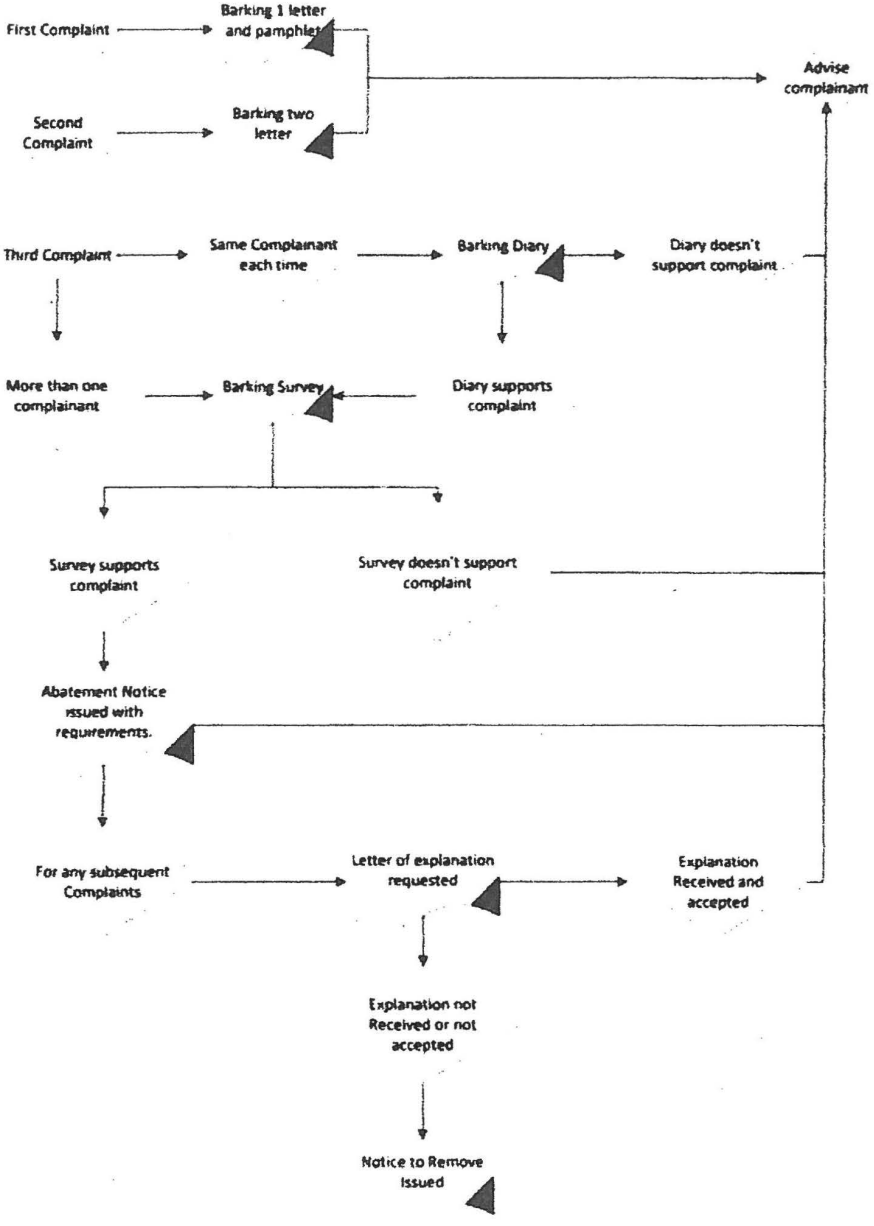 First Complaint
Barking 1 letter
and pamphlet
Advise
complainant
Second
Complaint
Barking two
letter
Third Complaint
Same Complainant
each time
Barking Diary
Diary doesn't
support complaint
More than one
complainant
Barking Survey
Diary supports
complaint
Survey supports
complaint
Survey doesn't support
complaint
Abatement Notice
issued with
requirements.
For any subsequent
Complaints
Letter of explanation
requested
Explanation
Received and
accepted
Explanation not
Received or not
accepted
Notice to Remove
Issued